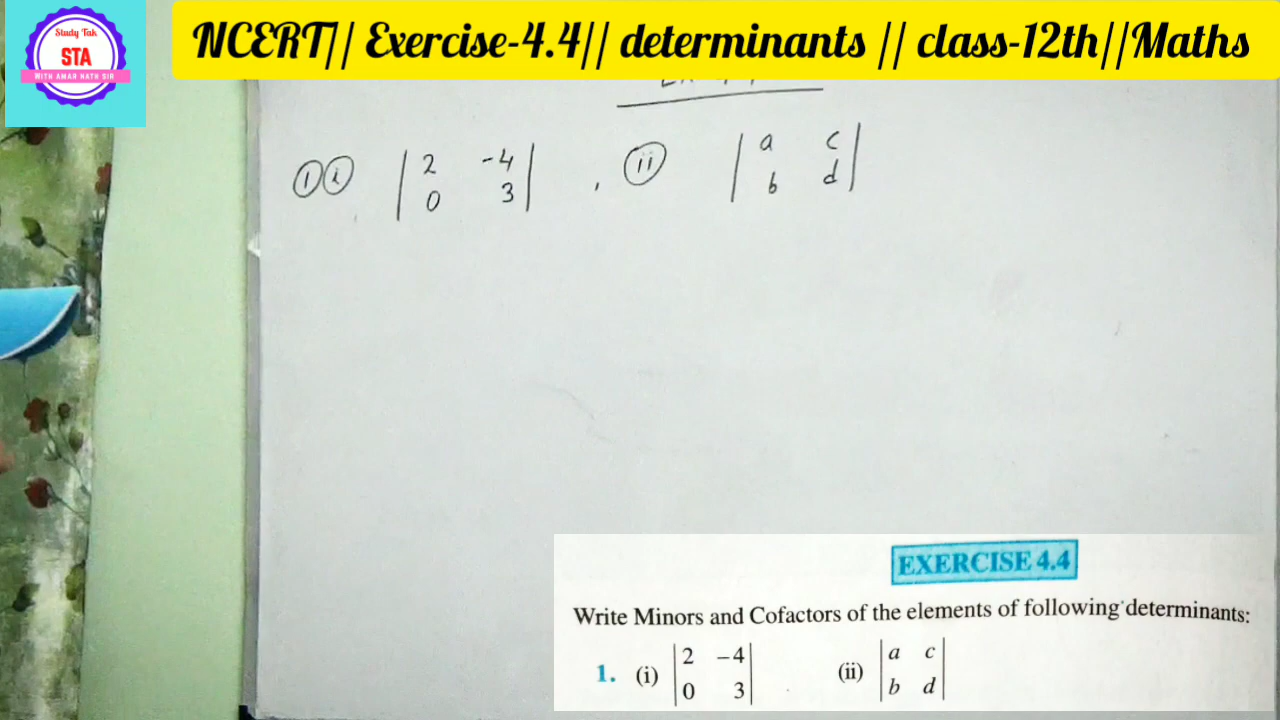 Study Tak
STA
WITH AMAR NATH SIR
NCERT// Exercise-4.4// determinants // class-12th//Maths
① ⓘ | 2 -4 | , ⓘⓘ | a c |
| 0 3 | | b d |
EXERCISE 4.4
Write Minors and Cofactors of the elements of following determinants:
1. (i) | 2 –4 | (ii) | a c |
| 0 3 | | b d |